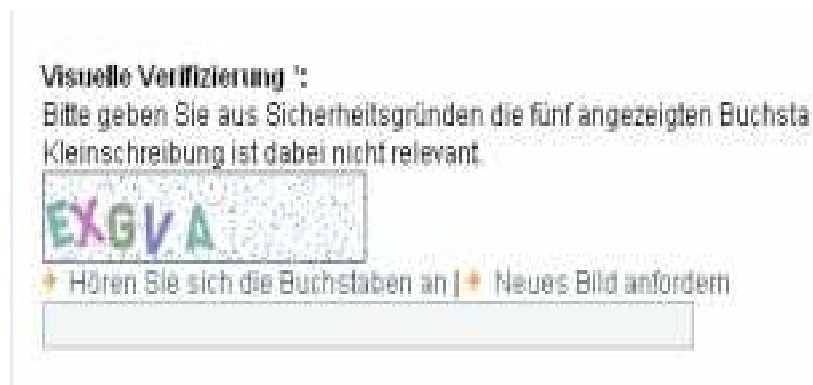 Visuelle Verifizierung *:
Bitte geben Sie aus Sicherheitsgründen die fünf angezeigten Buchsta
Kleinschreibung ist dabei nicht relevant.
EXGVA
Hören Sie sich die Buchstaben an | Neues Bild anfordern